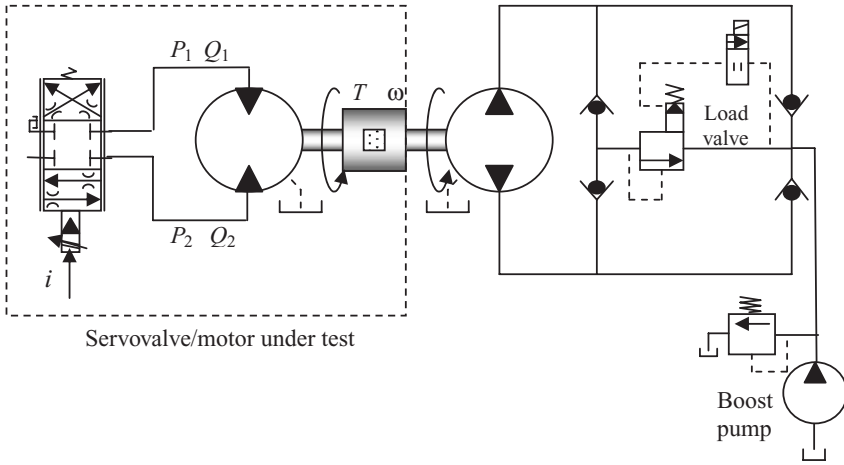 P₁ Q₁
T ω
Load
valve
P₂ Q₂
i
Servovalve/motor under test
Boost
pump